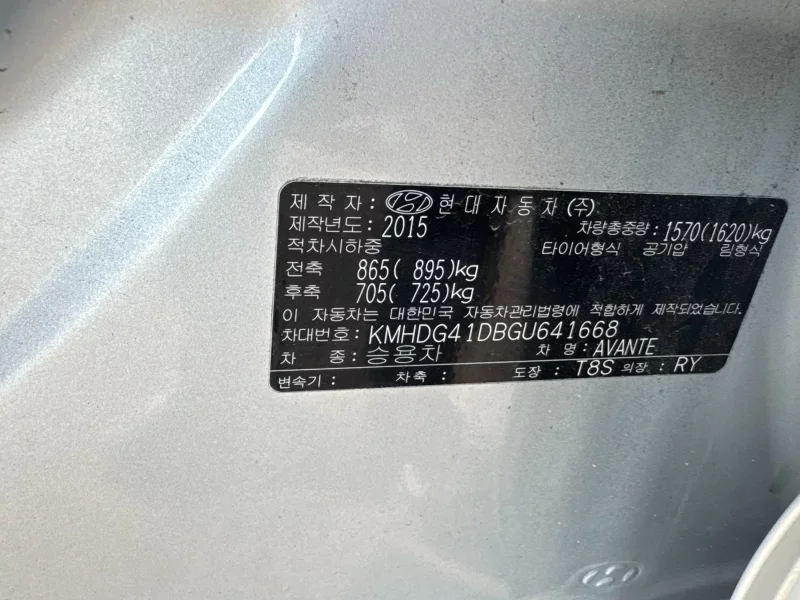 제작자: 현대자동차(주)
제작년도: 2015 차량총중량: 1570(1620)kg
적차시하중 타이어형식 공기압 림형식
전축 865( 895)kg
후축 705( 725)kg
이 자동차는 대한민국 자동차관리법령에 적합하게 제작되었음
차대번호: KMHDG41DBGU641668
차 종: 승용차 차 명: AVANTE
변속기: 차축: 도장: T8S 의장: RY